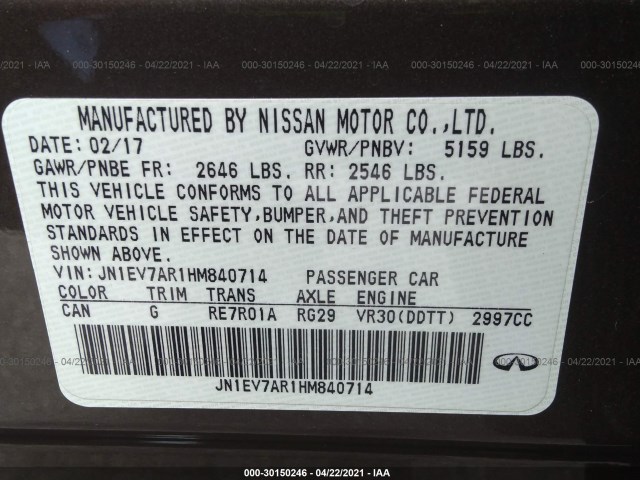 000-30150246 - 04/22/2021 - IAA
MANUFACTURED BY NISSAN MOTOR CO.,LTD.
DATE: 02/17 GVWR/PNBV: 5159 LBS.
GAWR/PNBE FR: 2646 LBS. RR: 2546 LBS.
THIS VEHICLE CONFORMS TO ALL APPLICABLE FEDERAL
MOTOR VEHICLE SAFETY,BUMPER,AND THEFT PREVENTION
STANDARDS IN EFFECT ON THE DATE OF MANUFACTURE
SHOWN ABOVE.
VIN: JN1EV7AR1HM840714 PASSENGER CAR
COLOR TRIM TRANS AXLE ENGINE
CAN G RE7R01A RG29 VR30(DDTT) 2997CC
JN1EV7AR1HM840714
000-30150246 - 04/22/2021 - IAA